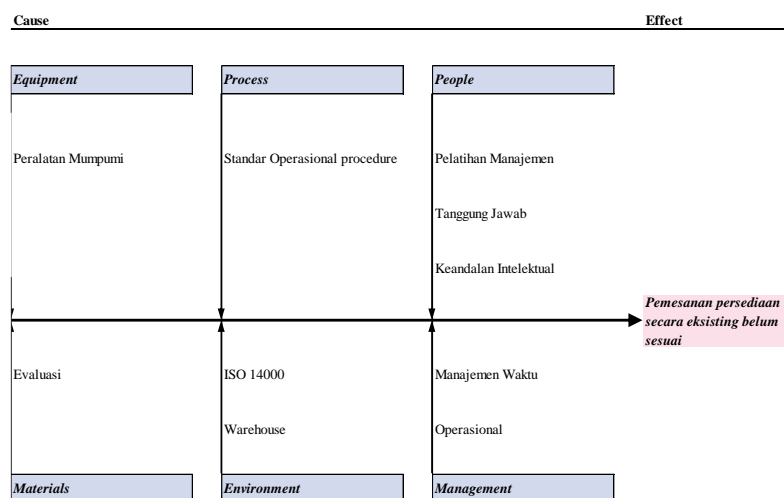 Cause Effect
Equipment Process People
Peralatan Mumpumi Standar Operasional procedure Pelatihan Manajemen
Tanggung Jawab
Keandalan Intelektual
Pemesanan persediaan
secara eksisting belum
sesuai
Evaluasi ISO 14000 Manajemen Waktu
Warehouse Operasional
Materials Environment Management